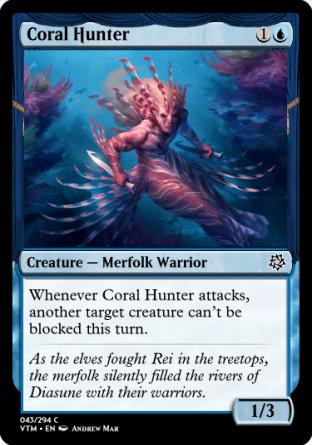 Coral Hunter 1
Creature — Merfolk Warrior
Whenever Coral Hunter attacks,
another target creature can't be
blocked this turn.
As the elves fought Rei in the treetops,
the merfolk silently filled the rivers of
Diasune with their warriors.
1/3
043/294 C
VTM • EN Andrew Mar